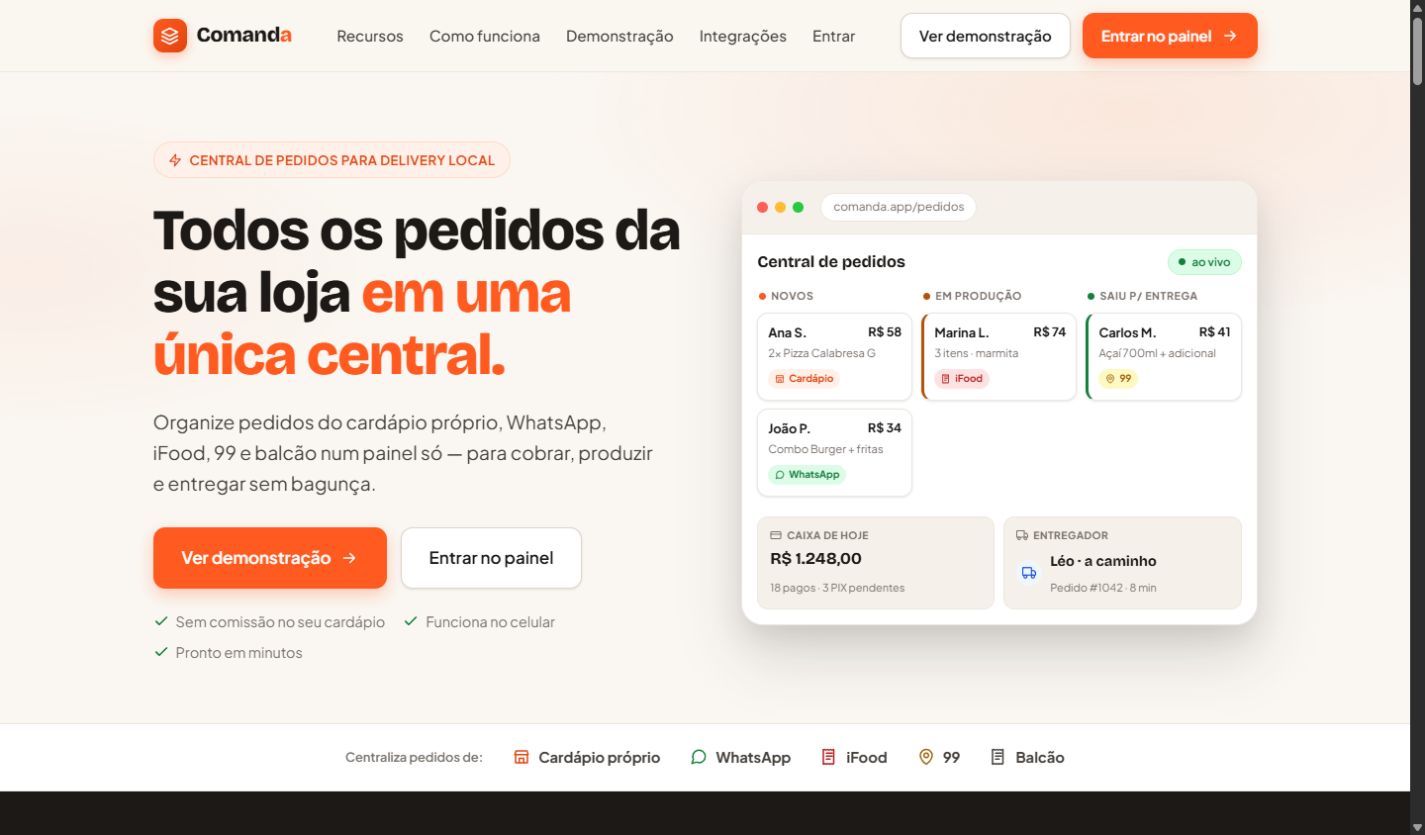 Comanda
Recursos
Como funciona
Demonstração
Integrações
Entrar
Ver demonstração
Entrar no painel
CENTRAL DE PEDIDOS PARA DELIVERY LOCAL
Todos os pedidos da
sua loja em uma
única central.
Organize pedidos do cardápio próprio, WhatsApp,
iFood, 99 e balcão num painel só — para cobrar, produzir
e entregar sem bagunça.
Ver demonstração
Entrar no painel
Sem comissão no seu cardápio
Funciona no celular
Pronto em minutos
comanda.app/pedidos
Central de pedidos
ao vivo
NOVOS
Ana S. R$ 58
2× Pizza Calabresa G
Cardápio
João P. R$ 34
Combo Burger + fritas
WhatsApp
EM PRODUÇÃO
Marina L. R$ 74
3 itens · marmita
iFood
SAIU P/ ENTREGA
Carlos M. R$ 41
Açaí 700ml + adicional
99
CAIXA DE HOJE
R$ 1.248,00
18 pagos · 3 PIX pendentes
ENTREGADOR
Léo · a caminho
Pedido #1042 · 8 min
Centraliza pedidos de:
Cardápio próprio
WhatsApp
iFood
99
Balcão